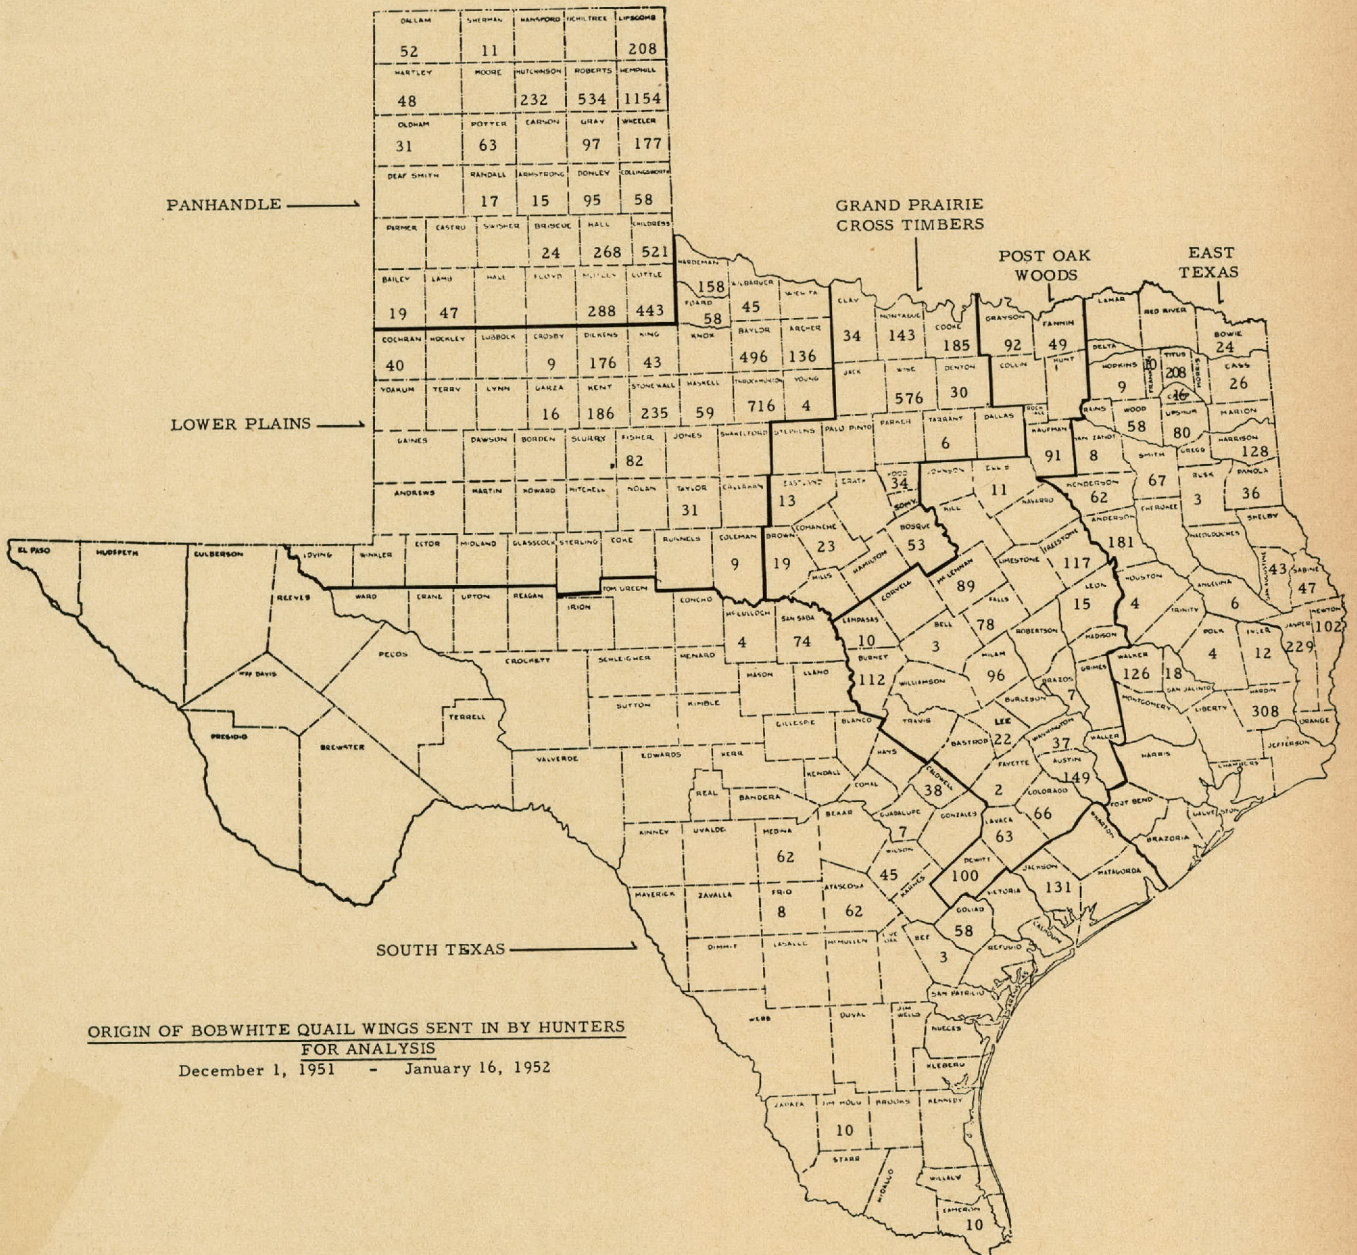 DALLAM SHERMAN HANSFORD OCHILTREE LIPSCOMB
52 11 208
HARTLEY MOORE HUTCHINSON ROBERTS HEMPHILL
48 232 534 1154
OLDHAM POTTER CARSON GRAY WHEELER
31 63 97 177
DEAF SMITH RANDALL ARMSTRONG DONLEY COLLINGSWORTH
17 15 95 58
PANHANDLE
PARMER CASTRO SWISHER BRISCOE HALL CHILDRESS
24 268 521
BAILEY LAMB HALE FLOYD MOTLEY COTTLE
19 47 288 443
GRAND PRAIRIE
CROSS TIMBERS
POST OAK
WOODS
EAST
TEXAS
HARDEMAN WILBARGER WICHITA CLAY MONTAGUE COOKE GRAYSON FANNIN LAMAR RED RIVER BOWIE
158 45 34 143 185 92 49 24
FOARD
58
COCHRAN HOCKLEY LUBBOCK CROSBY DICKENS KING KNOX BAYLOR ARCHER
40 9 176 43 496 136
JACK WISE DENTON COLLIN HUNT DELTA HOPKINS FRANKLIN TITUS MORRIS CASS
576 30 9 10 208 26
CAMP
16
YOAKUM TERRY LYNN GARZA KENT STONEWALL HASKELL THROCKMORTON YOUNG
16 186 235 59 716 4
LOWER PLAINS
ROCKWALL RAINS WOOD UPSHUR MARION
58 80
GAINES DAWSON BORDEN SCURRY FISHER JONES SHAKELFORD STEPHENS PALO PINTO PARKER TARRANT DALLAS KAUFMAN VAN ZANDT SMITH GREGG HARRISON
82 6 91 8 67 128
ANDREWS MARTIN HOWARD MITCHELL NOLAN TAYLOR CALLAHAN EASTLAND ERATH HOOD JOHNSON ELLIS NAVARRO HENDERSON CHEROKEE RUSK PANOLA
31 13 34 11 62 3 36
SOMV.
EL PASO HUDSPETH CULBERSON LOVING WINKLER ECTOR MIDLAND GLASSCOCK STERLING COKE RUNNELS COLEMAN BROWN COMANCHE BOSQUE HILL FREESTONE ANDERSON NACOGDOCHES SHELBY
9 19 23 53 117 181
MILLS HAMILTON McLENNAN LIMESTONE LEON HOUSTON ANGELINA SABINE
89 15 4 6 43 47
REEVES WARD CRANE UPTON REAGAN IRION TOM GREEN CONCHO McCULLOCH SAN SABA LAMPASAS CORYELL BELL FALLS ROBERTSON MADISON TRINITY POLK TYLER JASPER NEWTON
4 74 10 3 78 4 12 229 102
JEFF DAVIS PECOS CROCKETT SCHLEICHER MENARD MASON LLANO BURNET WILLIAMSON MILAM BRAZOS GRIMES WALKER SAN JACINTO HARDIN
112 96 7 126 18 308
PRESIDIO BREWSTER TERRELL SUTTON KIMBLE GILLESPIE BLANCO TRAVIS BASTROP LEE BURLESON WASHINGTON WALLER MONTGOMERY LIBERTY ORANGE
22 37
VALVERDE EDWARDS KERR KENDALL HAYS CALDWELL FAYETTE AUSTIN HARRIS CHAMBERS JEFFERSON
38 2 149
REAL BANDERA COMAL GUADALUPE GONZALES LAVACA COLORADO FORT BEND GALVESTON
7 63 66
KINNEY UVALDE MEDINA BEXAR WILSON DEWITT WHARTON BRAZORIA
62 45 100
MAVERICK ZAVALLA FRIO ATASCOSA KARNES VICTORIA JACKSON MATAGORDA
8 62 131
SOUTH TEXAS
DIMMIT LASALLE McMULLEN LIVE OAK BEE GOLIAD REFUGIO CALHOUN
3 58
ARANSAS
SAN PATRICIO
WEBB DUVAL JIM WELLS NUECES
KLEBERG
ORIGIN OF BOBWHITE QUAIL WINGS SENT IN BY HUNTERS
FOR ANALYSIS
December 1, 1951 - January 16, 1952
ZAPATA JIM HOGG BROOKS KENNEDY
10
STARR HIDALGO WILLACY
CAMERON
10